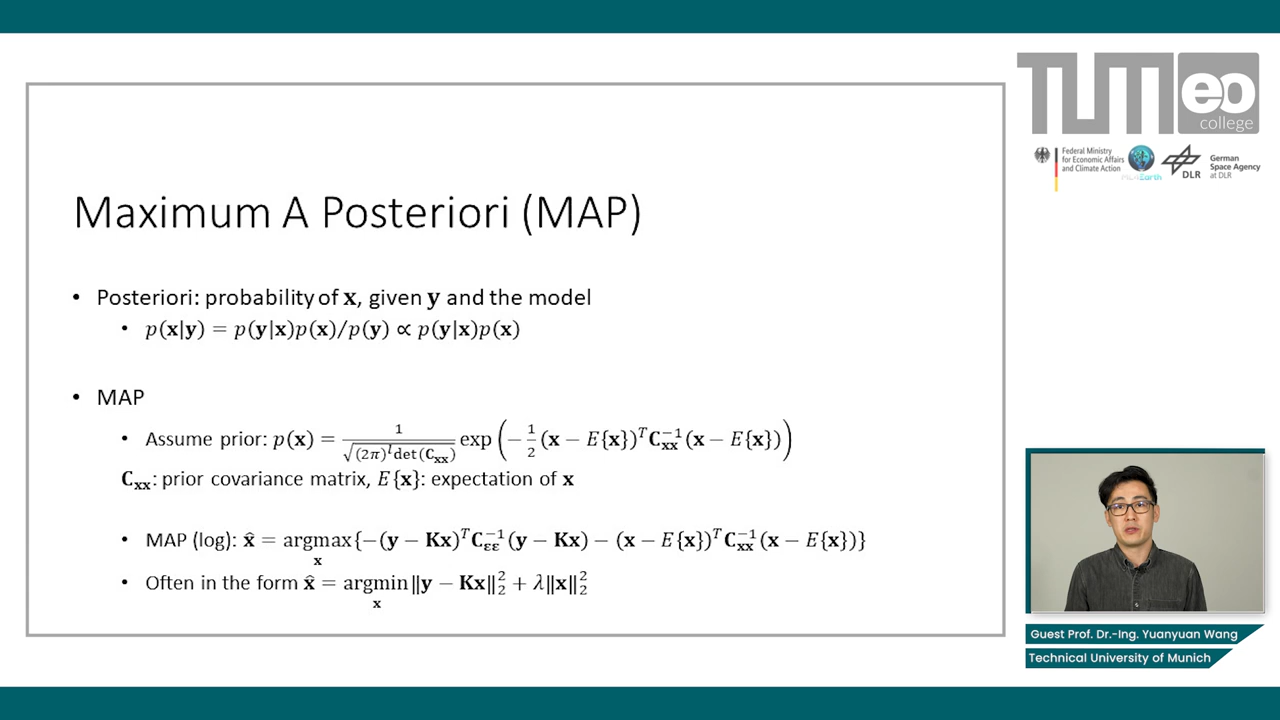 TUM eo
college
Federal Ministry
for Economic Affairs
and Climate Action
DLR
German
Space Agency
at DLR
Maximum A Posteriori (MAP)
• Posteriori: probability of 𝐱, given 𝐲 and the model
• p(𝐱|𝐲) = p(𝐲|𝐱)p(𝐱)/p(𝐲) ∝ p(𝐲|𝐱)p(𝐱)
• MAP
• Assume prior: p(𝐱) = 1/√((2π)^l det(𝐂_𝐱𝐱)) exp(−½(𝐱 − E{𝐱})^T 𝐂_𝐱𝐱^−1 (𝐱 − E{𝐱}))
𝐂_𝐱𝐱: prior covariance matrix, E{𝐱}: expectation of 𝐱
• MAP (log): 𝐱̂ = argmax_𝐱 {−(𝐲 − 𝐊𝐱)^T 𝐂_𝛆𝛆^−1 (𝐲 − 𝐊𝐱) − (𝐱 − E{𝐱})^T 𝐂_𝐱𝐱^−1 (𝐱 − E{𝐱})}
• Often in the form 𝐱̂ = argmin_𝐱 ‖𝐲 − 𝐊𝐱‖₂² + λ‖𝐱‖₂²
Guest Prof. Dr.-Ing. Yuanyuan Wang
Technical University of Munich